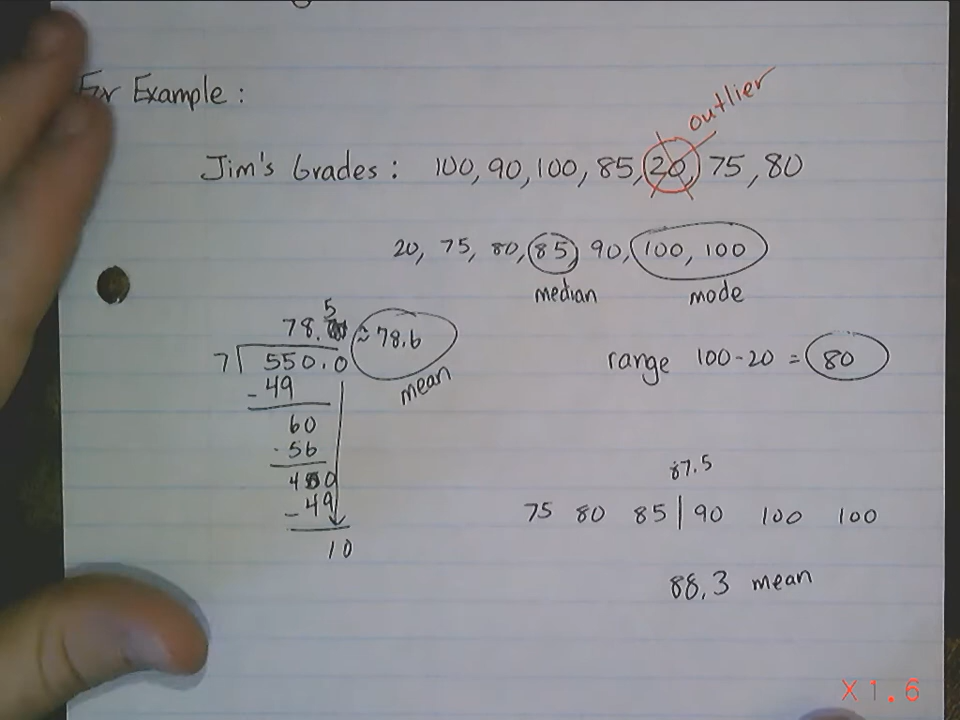 For Example :
outlier
Jim's Grades : 100, 90, 100, 85, 20, 75, 80
20, 75, 80, 85, 90, 100, 100
median mode
5
78. ≈ 78.6
7 550.0
mean
- 49
60
- 56
40
- 49
10
range 100-20 = 80
87.5
75 80 85 | 90 100 100
88.3 mean
X1.6